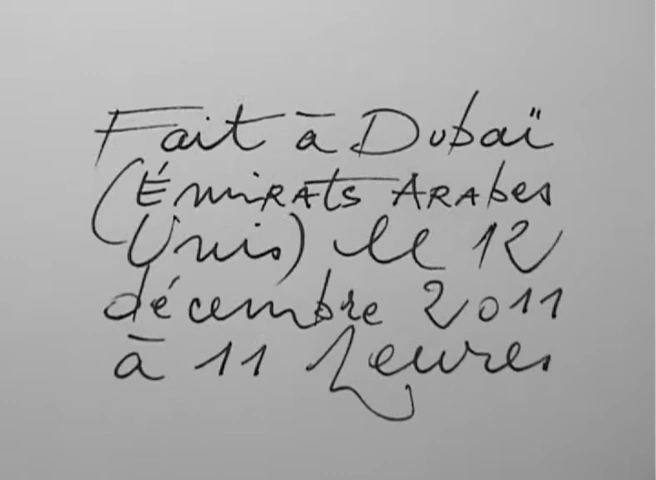 Fait à Dubaï
(Émirats Arabes
Unis) le 12
décembre 2011
à 11 heures